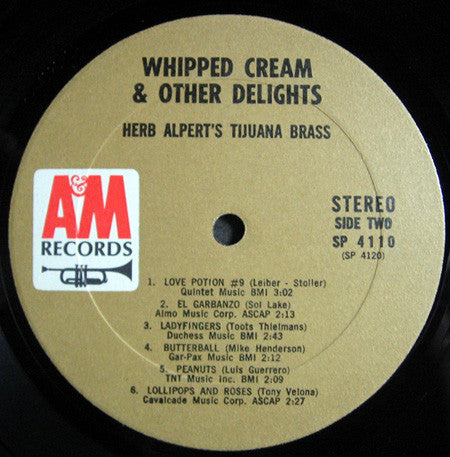 WHIPPED CREAM
& OTHER DELIGHTS
HERB ALPERT'S TIJUANA BRASS
A&M
RECORDS
STEREO
SIDE TWO
SP 4110
(SP 4120)
1. LOVE POTION #9 (Leiber - Stoller)
Quintet Music BMI 3:02
2. EL GARBANZO (Sol Lake)
Almo Music Corp. ASCAP 2:13
3. LADYFINGERS (Toots Thielmans)
Duchess Music BMI 2:43
4. BUTTERBALL (Mike Henderson)
Gar-Pax Music BMI 2:12
5. PEANUTS (Luis Guerrero)
TNT Music Inc. BMI 2:09
6. LOLLIPOPS AND ROSES (Tony Velona)
Cavalcade Music Corp. ASCAP 2:27